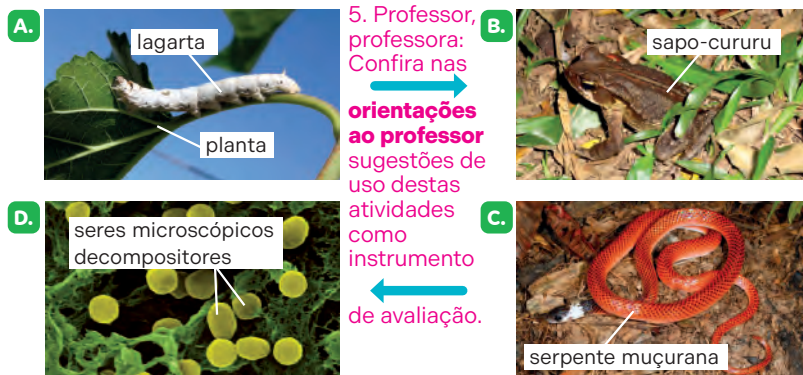 A.
lagarta
planta
5. Professor,
professora:
Confira nas
orientações
ao professor
sugestões de
uso destas
atividades
como
instrumento
de avaliação.
B.
sapo-cururu
D.
seres microscópicos
decompositores
C.
serpente muçurana